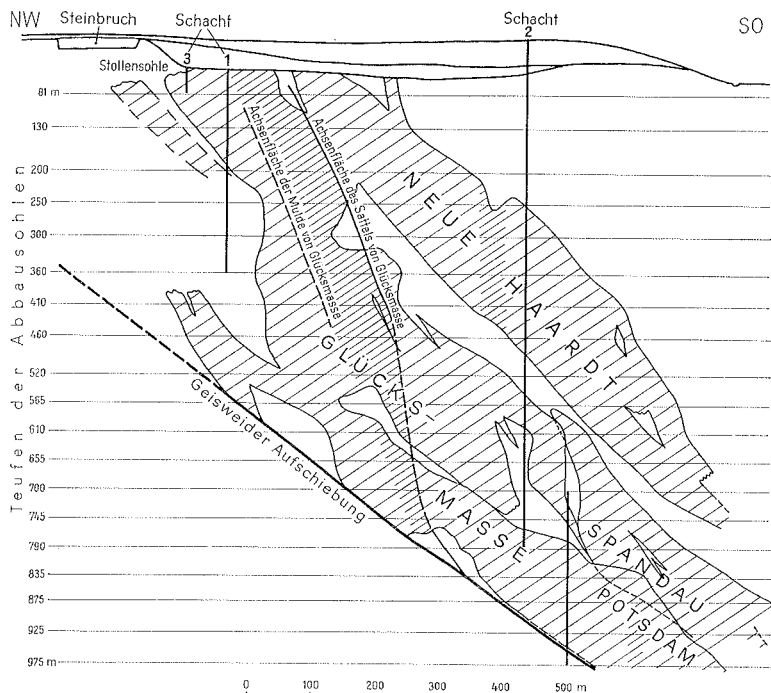 NW
Steinbruch
Schacht
3 1
Schacht
2
SO
Stollensohle
Teufen der Abbausohlen
81 m
130
200
250
300
360
410
460
520
565
610
655
700
745
790
835
875
925
975 m
Achsenfläche der Mulde von Glücksmasse
Achsenfläche des Sattels von Glücksmasse
NEUE HAARDT
GLÜCKS-
MASSE
SPANDAU
POTSDAM
Geisweider Aufschiebung
0 100 200 300 400 500 m